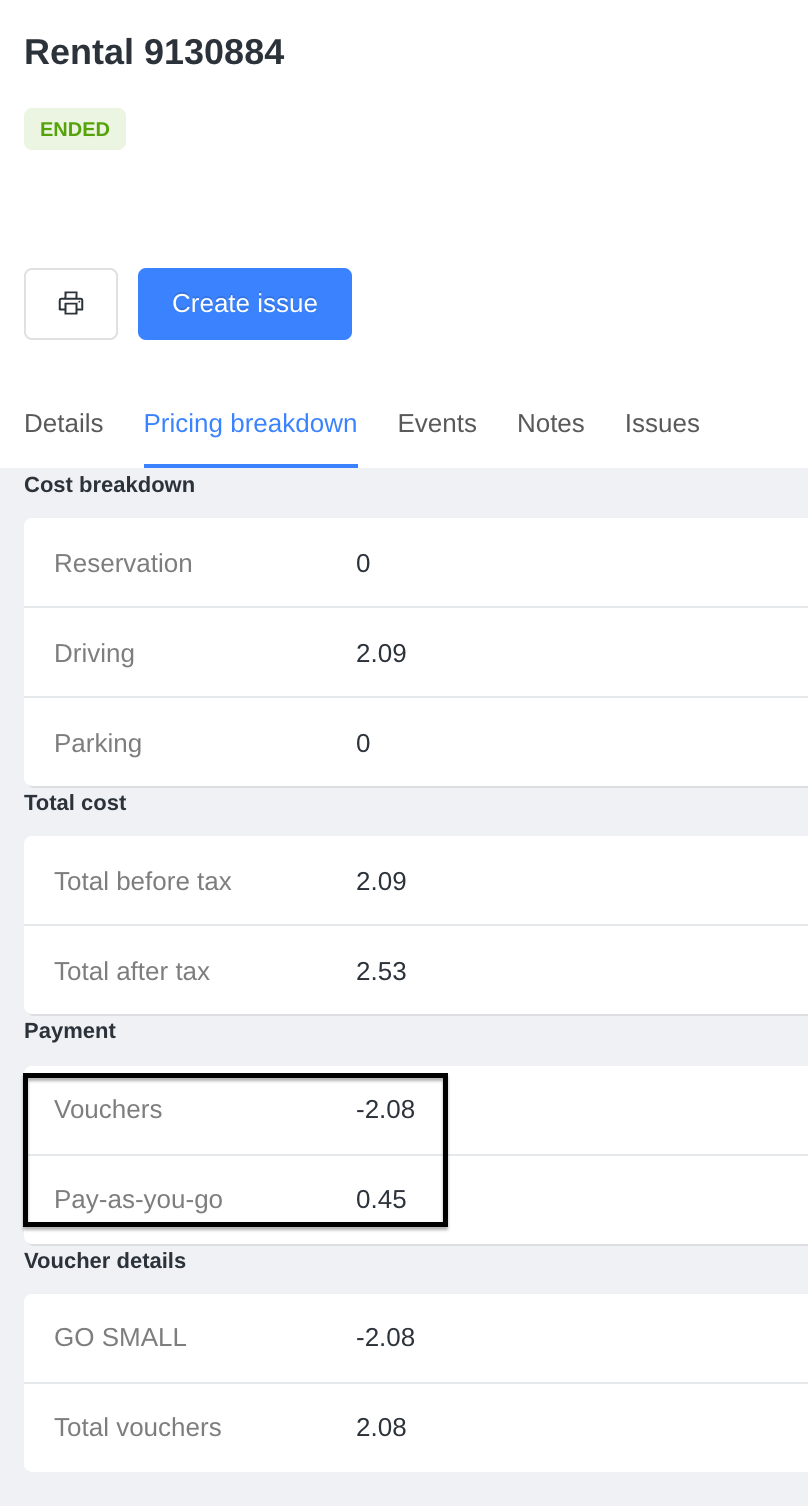 Rental 9130884
ENDED
Create issue
Details Pricing breakdown Events Notes Issues
Cost breakdown
Reservation 0
Driving 2.09
Parking 0
Total cost
Total before tax 2.09
Total after tax 2.53
Payment
Vouchers -2.08
Pay-as-you-go 0.45
Voucher details
GO SMALL -2.08
Total vouchers 2.08